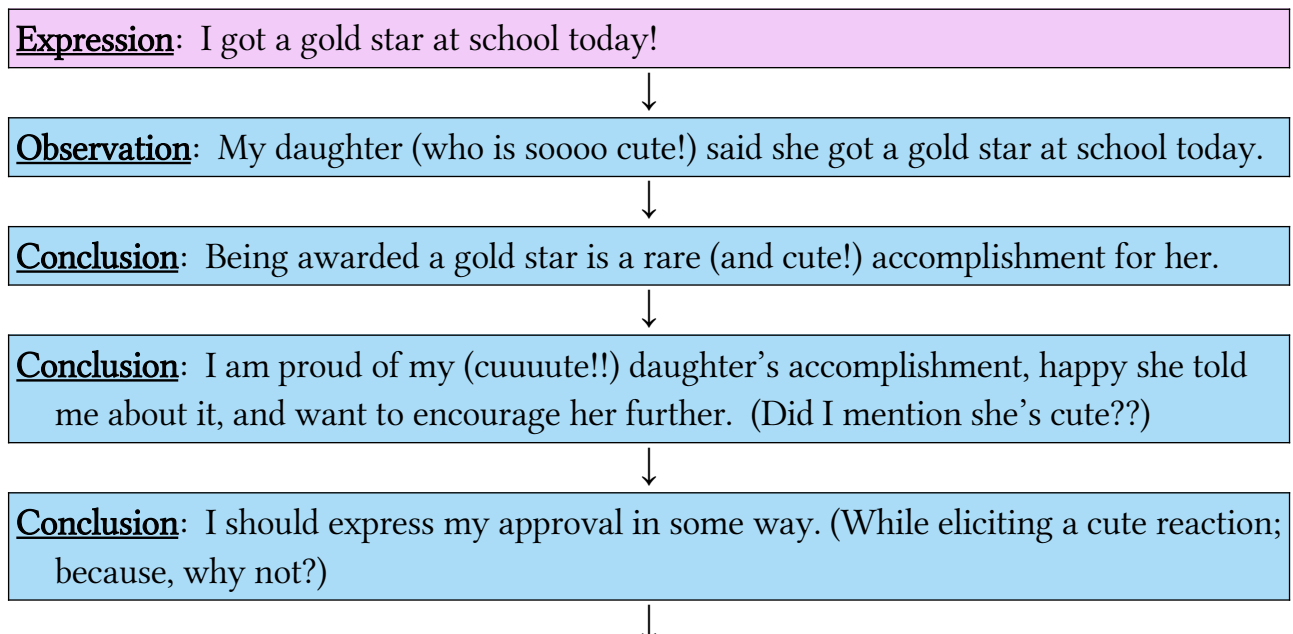 Expression: I got a gold star at school today!
Observation: My daughter (who is soooo cute!) said she got a gold star at school today.
Conclusion: Being awarded a gold star is a rare (and cute!) accomplishment for her.
Conclusion: I am proud of my (cuuuute!!) daughter’s accomplishment, happy she told
me about it, and want to encourage her further. (Did I mention she’s cute??)
Conclusion: I should express my approval in some way. (While eliciting a cute reaction;
because, why not?)